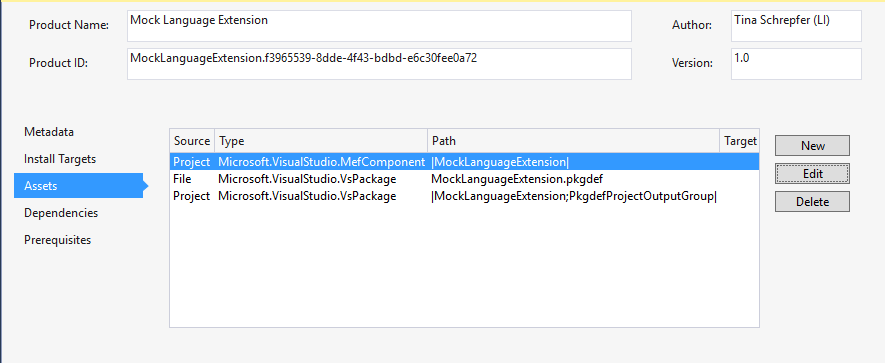 Product Name: Mock Language Extension Author: Tina Schrepfer (LI)
Product ID: MockLanguageExtension.f3965539-8dde-4f43-bdbd-e6c30fee0a72 Version: 1.0
Metadata
Install Targets
Assets
Dependencies
Prerequisites
Source Type Path Target
Project Microsoft.VisualStudio.MefComponent |MockLanguageExtension|
File Microsoft.VisualStudio.VsPackage MockLanguageExtension.pkgdef
Project Microsoft.VisualStudio.VsPackage |MockLanguageExtension;PkgdefProjectOutputGroup|
New
Edit
Delete